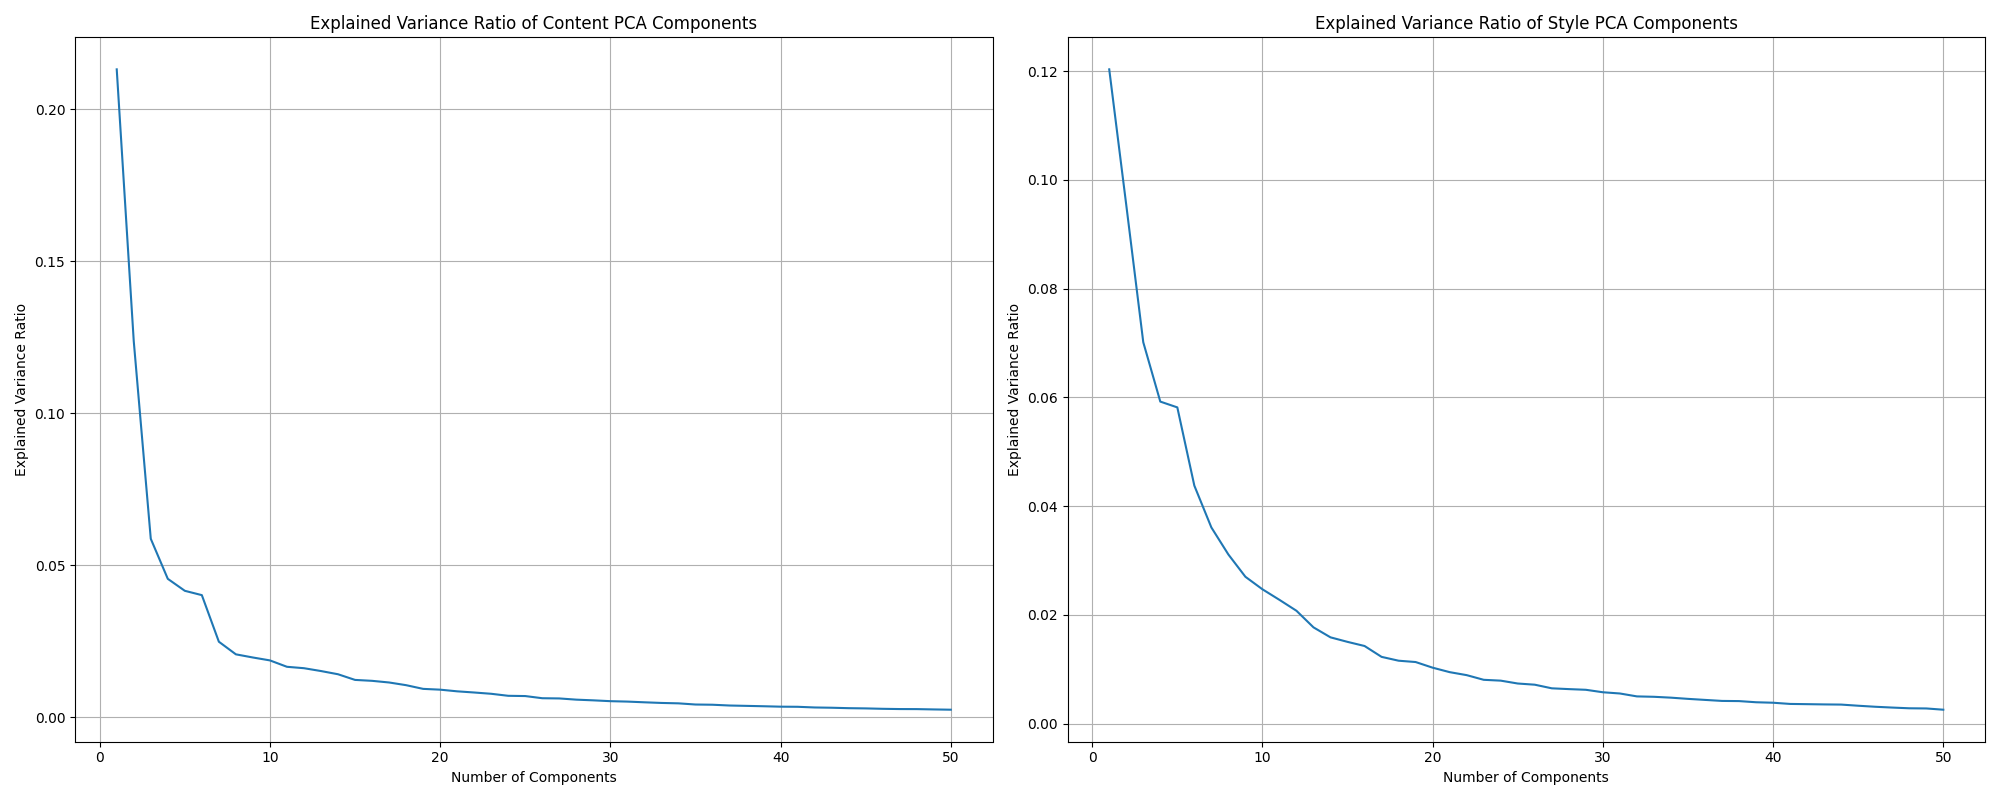 Explained Variance Ratio of Content PCA Components
Explained Variance Ratio
0.20
0.15
0.10
0.05
0.00
0 10 20 30 40 50
Number of Components
Explained Variance Ratio of Style PCA Components
Explained Variance Ratio
0.12
0.10
0.08
0.06
0.04
0.02
0.00
0 10 20 30 40 50
Number of Components